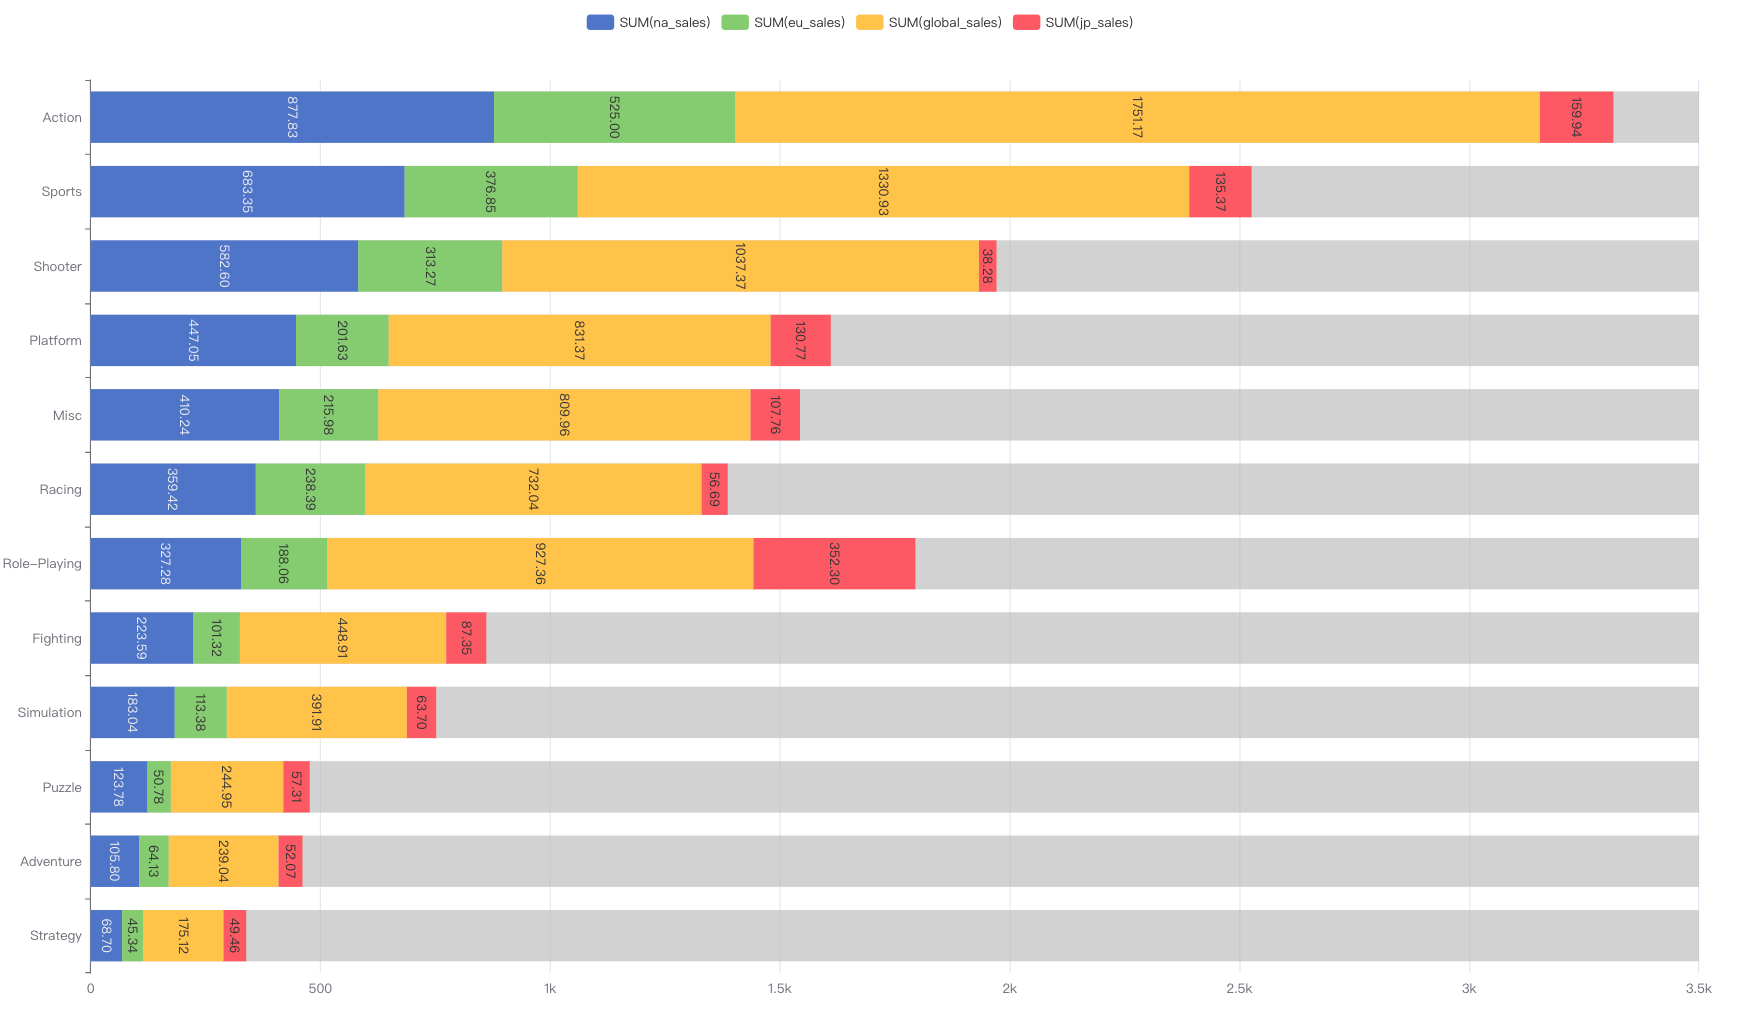 SUM(na_sales) SUM(eu_sales) SUM(global_sales) SUM(jp_sales)
Action 877.83 525.00 1751.17 159.94
Sports 683.35 376.85 1330.93 135.37
Shooter 582.60 313.27 1037.37 38.28
Platform 447.05 201.63 831.37 130.77
Misc 410.24 215.98 809.96 107.76
Racing 359.42 238.39 732.04 56.69
Role-Playing 327.28 188.06 927.36 352.30
Fighting 223.59 101.32 448.91 87.35
Simulation 183.04 113.38 391.91 63.70
Puzzle 123.78 50.78 244.95 57.31
Adventure 105.80 64.13 239.04 52.07
Strategy 68.70 45.34 175.12 49.46
0 500 1k 1.5k 2k 2.5k 3k 3.5k